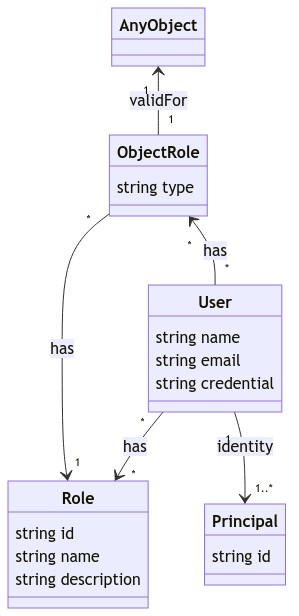 AnyObject
1
validFor
1
ObjectRole
string type
*
*
has
*
User
string name
string email
string credential
has
*
has
1
identity
1
*
1..*
Role
string id
string name
string description
Principal
string id